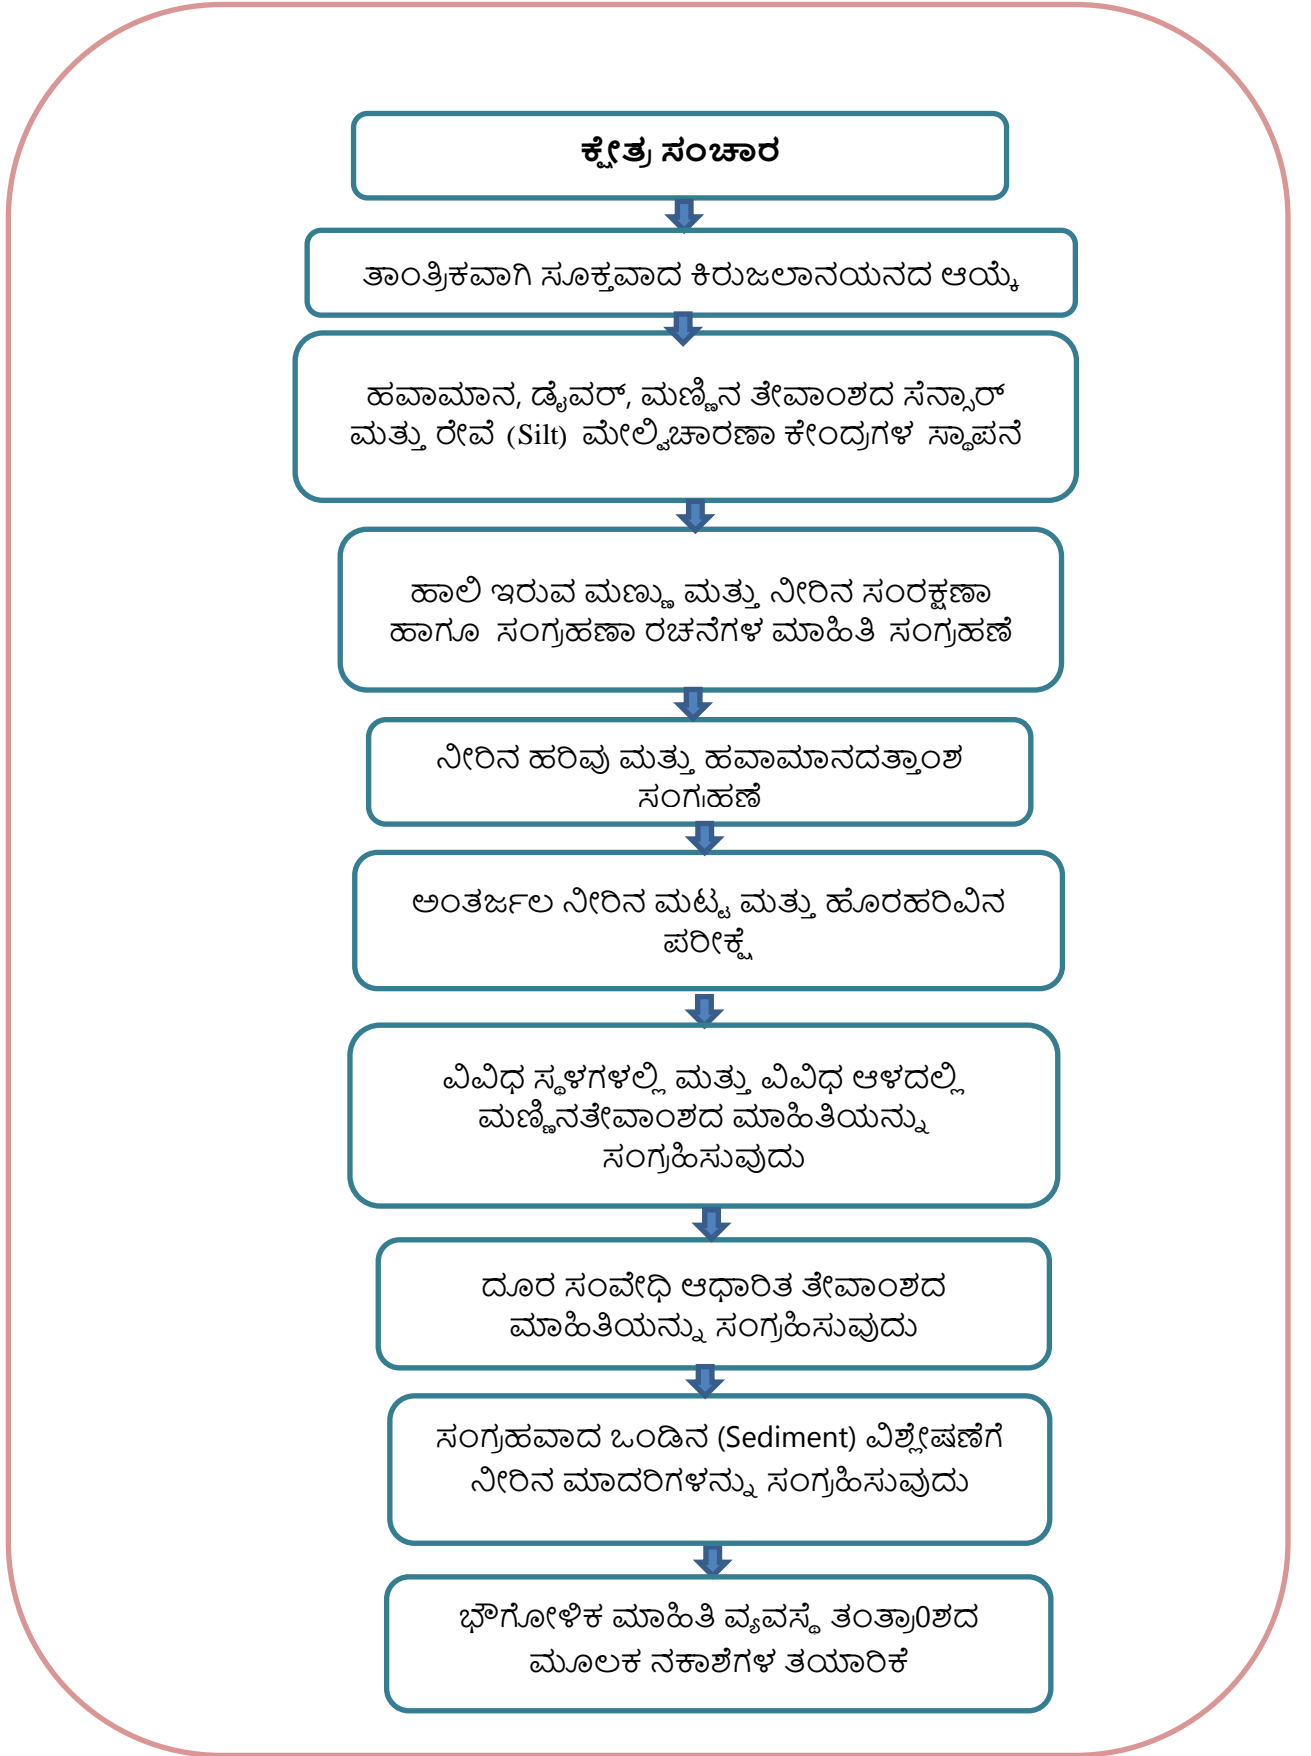 ಕ್ಷೇತ್ರ ಸಂಚಾರ
ತಾಂತ್ರಿಕವಾಗಿ ಸೂಕ್ತವಾದ ಕಿರುಜಲಾನಯನದ ಆಯ್ಕೆ
ಹವಾಮಾನ, ಡೈವರ್, ಮಣ್ಣಿನ ತೇವಾಂಶದ ಸೆನ್ಸಾರ್
ಮತ್ತು ರೇವೆ (Silt) ಮೇಲ್ವಿಚಾರಣಾ ಕೇಂದ್ರಗಳ ಸ್ಥಾಪನೆ
ಹಾಲಿ ಇರುವ ಮಣ್ಣು ಮತ್ತು ನೀರಿನ ಸಂರಕ್ಷಣಾ
ಹಾಗೂ ಸಂಗ್ರಹಣಾ ರಚನೆಗಳ ಮಾಹಿತಿ ಸಂಗ್ರಹಣೆ
ನೀರಿನ ಹರಿವು ಮತ್ತು ಹವಾಮಾನದತ್ತಾಂಶ
ಸಂಗ್ರಹಣೆ
ಅಂತರ್ಜಲ ನೀರಿನ ಮಟ್ಟ ಮತ್ತು ಹೊರಹರಿವಿನ
ಪರೀಕ್ಷೆ
ವಿವಿಧ ಸ್ಥಳಗಳಲ್ಲಿ ಮತ್ತು ವಿವಿಧ ಆಳದಲ್ಲಿ
ಮಣ್ಣಿನತೇವಾಂಶದ ಮಾಹಿತಿಯನ್ನು
ಸಂಗ್ರಹಿಸುವುದು
ದೂರ ಸಂವೇಧಿ ಆಧಾರಿತ ತೇವಾಂಶದ
ಮಾಹಿತಿಯನ್ನು ಸಂಗ್ರಹಿಸುವುದು
ಸಂಗ್ರಹವಾದ ಒಂಡಿನ (Sediment) ವಿಶ್ಲೇಷಣೆಗೆ
ನೀರಿನ ಮಾದರಿಗಳನ್ನು ಸಂಗ್ರಹಿಸುವುದು
ಭೌಗೋಳಿಕ ಮಾಹಿತಿ ವ್ಯವಸ್ಥೆ ತಂತ್ರಾ0ಶದ
ಮೂಲಕ ನಕಾಶೆಗಳ ತಯಾರಿಕೆ